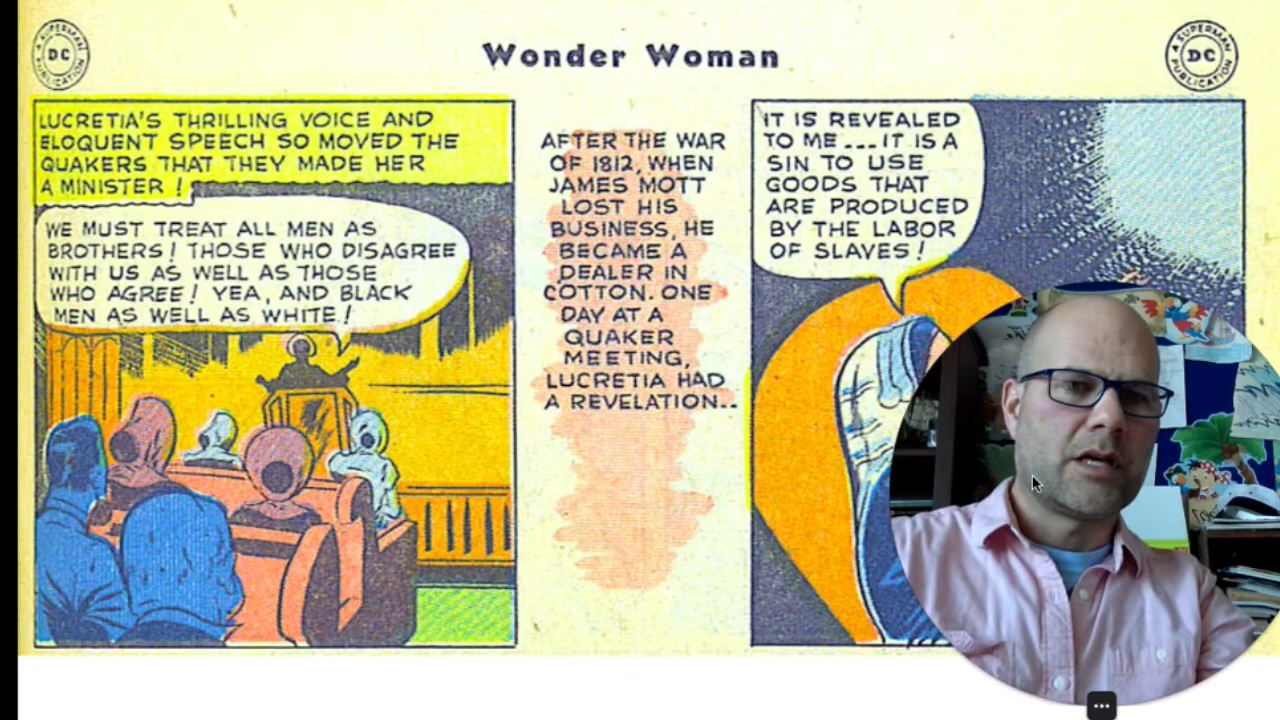 A SUPERMAN DC PUBLICATION
Wonder Woman
A SUPERMAN DC PUBLICATION
LUCRETIA'S THRILLING VOICE AND
ELOQUENT SPEECH SO MOVED THE
QUAKERS THAT THEY MADE HER
A MINISTER!
WE MUST TREAT ALL MEN AS
BROTHERS! THOSE WHO DISAGREE
WITH US AS WELL AS THOSE
WHO AGREE! YEA, AND BLACK
MEN AS WELL AS WHITE!
AFTER THE WAR
OF 1812, WHEN
JAMES MOTT
LOST HIS
BUSINESS, HE
BECAME A
DEALER IN
COTTON. ONE
DAY AT A
QUAKER
MEETING,
LUCRETIA HAD
A REVELATION..
IT IS REVEALED
TO ME...IT IS A
SIN TO USE
GOODS THAT
ARE PRODUCED
BY THE LABOR
OF SLAVES!